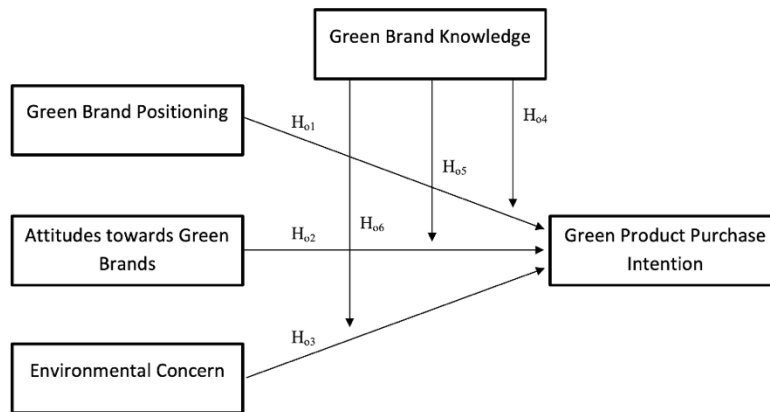 Green Brand Knowledge
Green Brand Positioning
Ho1
Ho4
Ho5
Attitudes towards Green
Brands
Ho2
Ho6
Green Product Purchase
Intention
Ho3
Environmental Concern